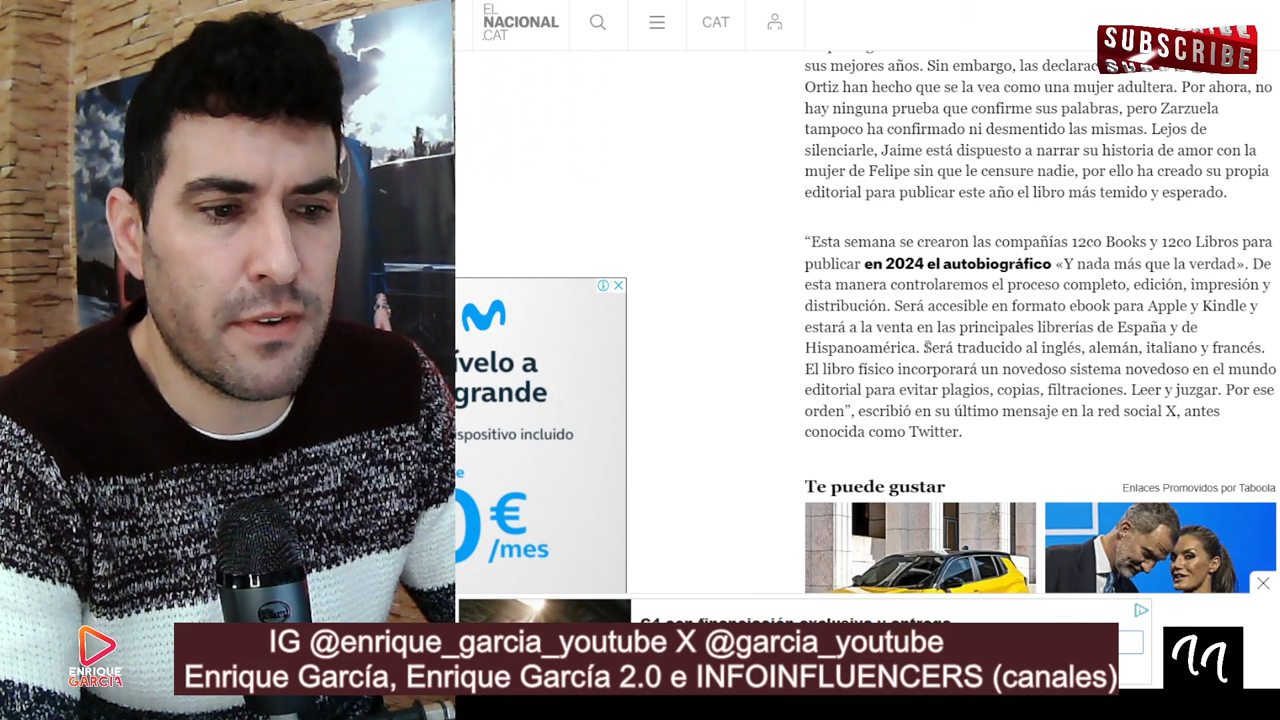 EL
NACIONAL
.CAT
CAT
SUBSCRIBE
sus mejores años. Sin embargo, las
Ortiz han hecho que se la vea como una mujer adultera. Por ahora, no
hay ninguna prueba que confirme sus palabras, pero Zarzuela
tampoco ha confirmado ni desmentido las mismas. Lejos de
silenciarle, Jaime está dispuesto a narrar su historia de amor con la
mujer de Felipe sin que le censure nadie, por ello ha creado su propia
editorial para publicar este año el libro más temido y esperado.
“Esta semana se crearon las compañías 12co Books y 12co Libros para
publicar en 2024 el autobiográfico «Y nada más que la verdad». De
esta manera controlaremos el proceso completo, edición, impresión y
distribución. Será accesible en formato ebook para Apple y Kindle y
estará a la venta en las principales librerías de España y de
Hispanoamérica. Será traducido al inglés, alemán, italiano y francés.
El libro físico incorporará un novedoso sistema novedoso en el mundo
editorial para evitar plagios, copias, filtraciones. Leer y juzgar. Por ese
orden”, escribió en su último mensaje en la red social X, antes
conocida como Twitter.
ívelo a
grande
ispositivo incluido
0€
/mes
Te puede gustar
Enlaces Promovidos por Taboola
IG @enrique_garcia_youtube X @garcia_youtube
Enrique García, Enrique García 2.0 e INFOINFLUENCERS (canales)
ENRIQUE
GARCÍA